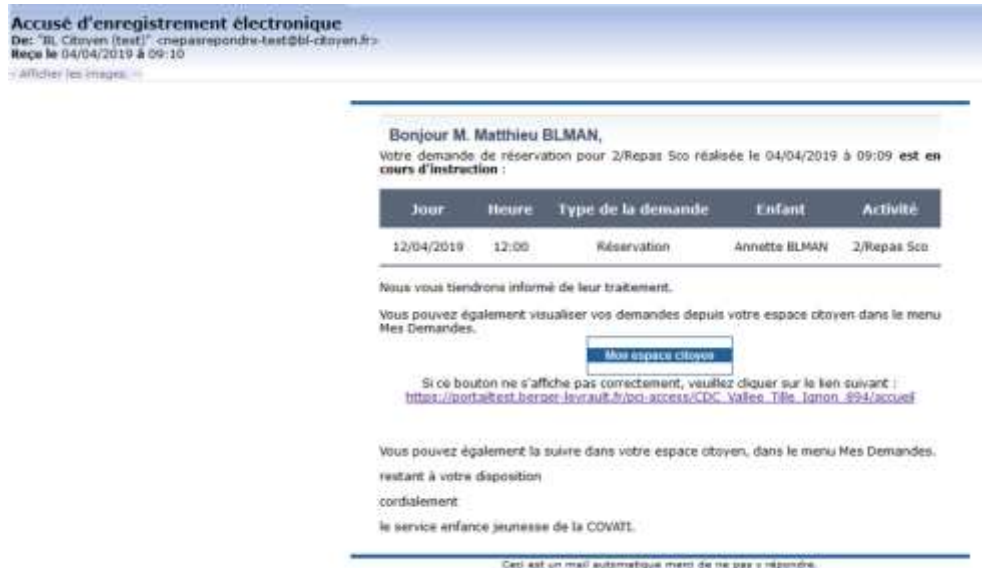 Accusé d'enregistrement électronique
De: "BL Citoyen (test)" <nepasrepondre-test@bl-citoyen.fr>
Reçu le 04/04/2019 à 09:10
- Afficher les images. -
Bonjour M. Matthieu BLMAN,
Votre demande de réservation pour 2/Repas Sco réalisée le 04/04/2019 à 09:09 est en
cours d'instruction :
Jour Heure Type de la demande Enfant Activité
12/04/2019 12:00 Réservation Annette BLMAN 2/Repas Sco
Nous vous tiendrons informé de leur traitement.
Vous pouvez également visualiser vos demandes depuis votre espace citoyen dans le menu
Mes Demandes.
Mon espace citoyen
Si ce bouton ne s'affiche pas correctement, veuillez cliquer sur le lien suivant :
https://portailtest.berger-levrault.fr/pci-access/CDC_Vallee_Tille_Ignon_894/accueil
Vous pouvez également la suivre dans votre espace citoyen, dans le menu Mes Demandes.
restant à votre disposition
cordialement
le service enfance jeunesse de la COVATI.
Ceci est un mail automatique merci de ne pas y répondre.